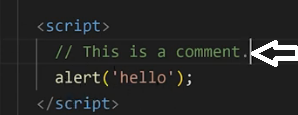 <script>
// This is a comment.
alert('hello');
</script>